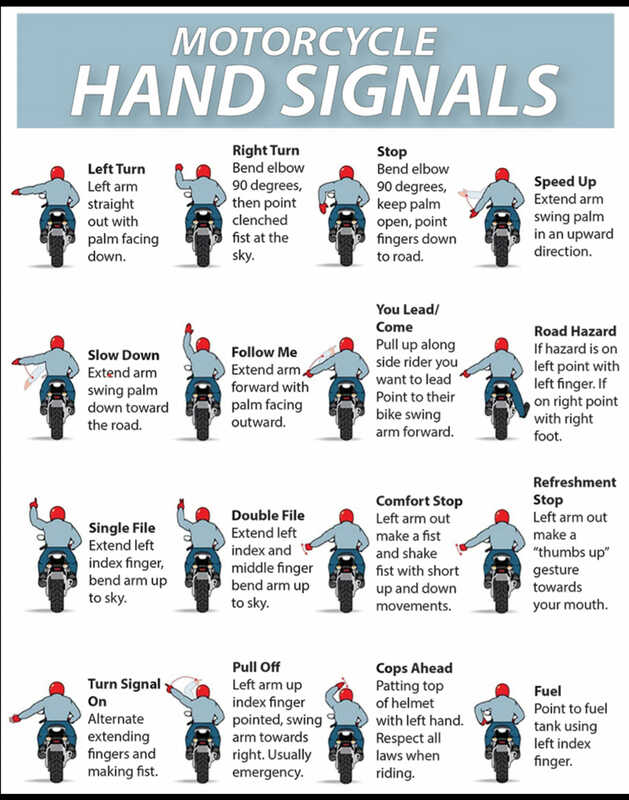 MOTORCYCLE
HAND SIGNALS
Left Turn
Left arm
straight
out with
palm facing
down.
Right Turn
Bend elbow
90 degrees,
then point
clenched
fist at the
sky.
Stop
Bend elbow
90 degrees,
keep palm
open, point
fingers down
to road.
Speed Up
Extend arm
swing palm
in an upward
direction.
Slow Down
Extend arm
swing palm
down toward
the road.
Follow Me
Extend arm
forward with
palm facing
outward.
You Lead/
Come
Pull up along
side rider you
want to lead
Point to their
bike swing
arm forward.
Road Hazard
If hazard is on
left point with
left finger. If
on right point
with right
foot.
Single File
Extend left
index finger,
bend arm up
to sky.
Double File
Extend left
index and
middle finger
bend arm up
to sky.
Comfort Stop
Left arm out
make a fist
and shake
fist with short
up and down
movements.
Refreshment
Stop
Left arm out
make a
"thumbs up"
gesture
towards
your mouth.
Turn Signal
On
Alternate
extending
fingers and
making fist.
Pull Off
Left arm up
index finger
pointed, swing
arm towards
right. Usually
emergency.
Cops Ahead
Patting top
of helmet
with left hand.
Respect all
laws when
riding.
Fuel
Point to fuel
tank using
left index
finger.